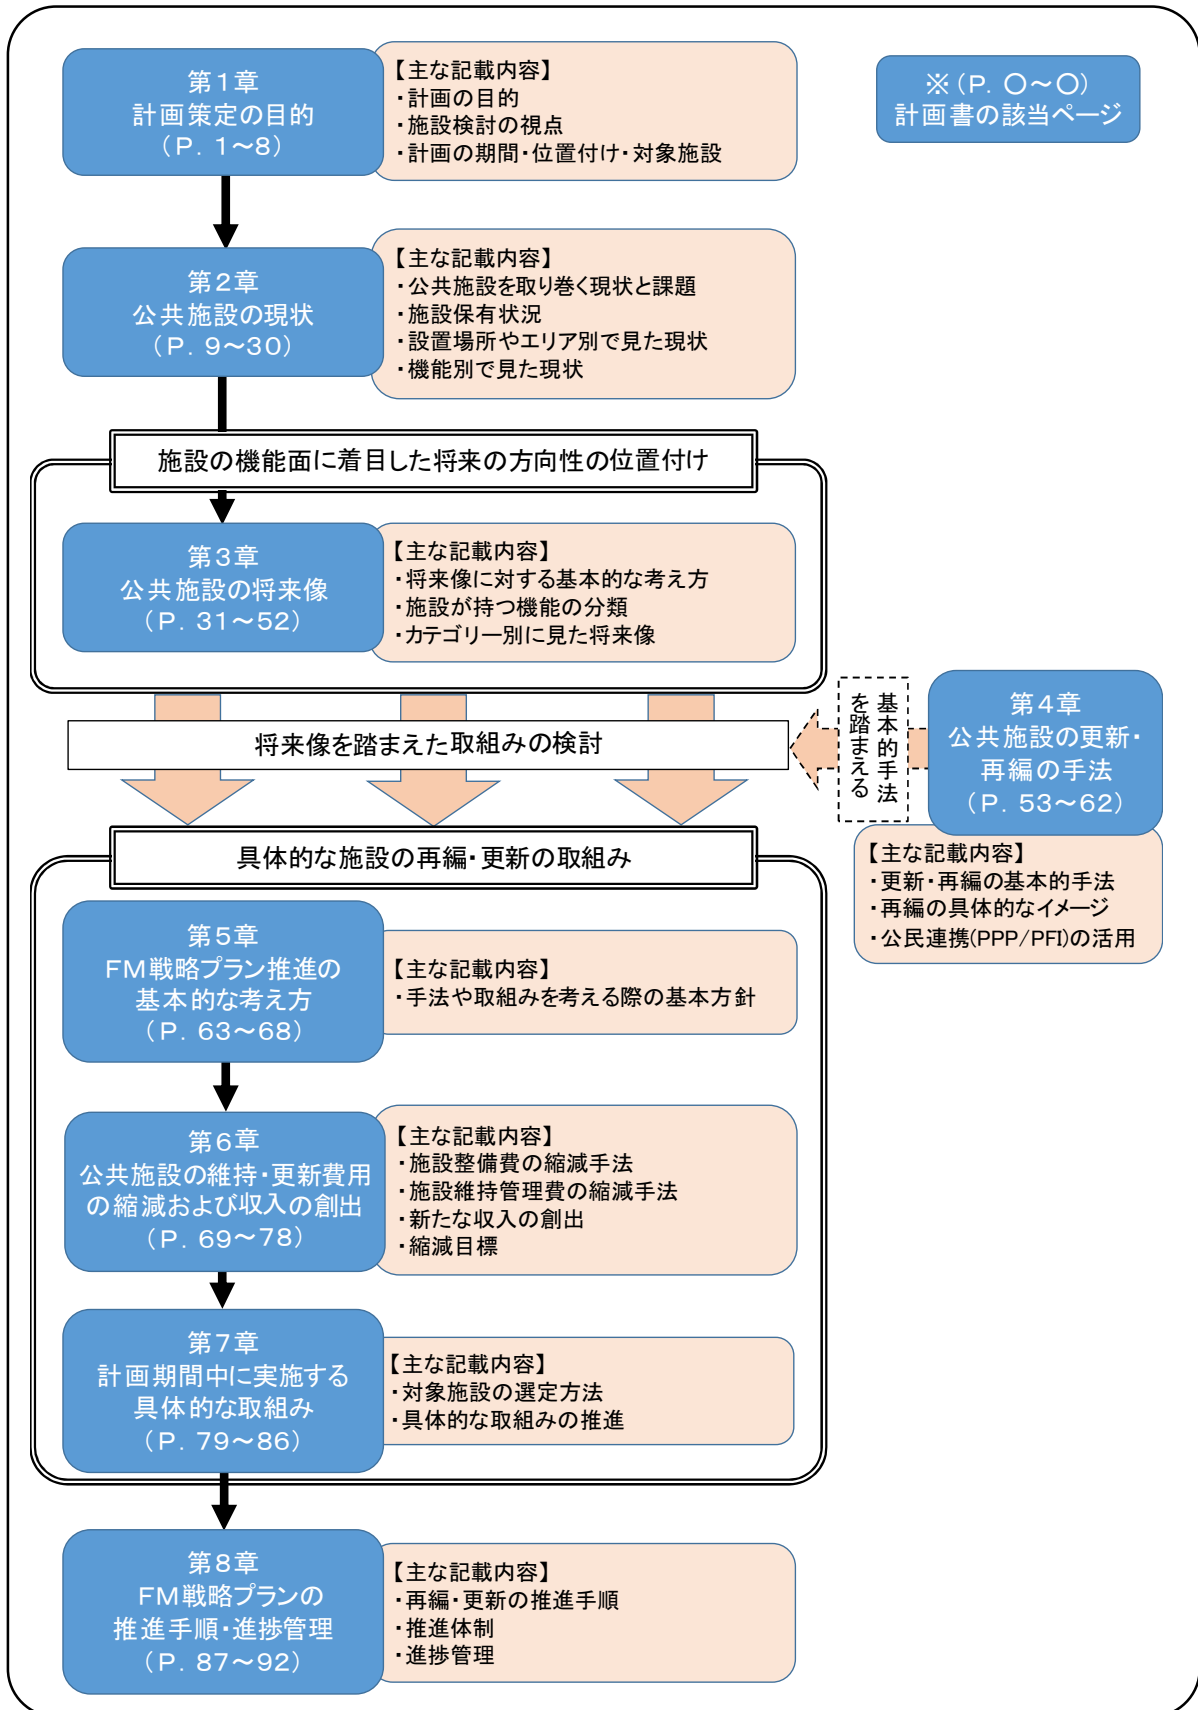 第１章
計画策定の目的
（Ｐ．１～８）
【主な記載内容】
・計画の目的
・施設検討の視点
・計画の期間・位置付け・対象施設
※（Ｐ．〇～〇）
計画書の該当ページ
第２章
公共施設の現状
（Ｐ．９～３０）
【主な記載内容】
・公共施設を取り巻く現状と課題
・施設保有状況
・設置場所やエリア別で見た現状
・機能別で見た現状
施設の機能面に着目した将来の方向性の位置付け
第３章
公共施設の将来像
（Ｐ．３１～５２）
【主な記載内容】
・将来像に対する基本的な考え方
・施設が持つ機能の分類
・カテゴリー別に見た将来像
将来像を踏まえた取組みの検討
基本的手法
を踏まえる
第４章
公共施設の更新・
再編の手法
（Ｐ．５３～６２）
【主な記載内容】
・更新・再編の基本的手法
・再編の具体的なイメージ
・公民連携(PPP/PFI)の活用
具体的な施設の再編・更新の取組み
第５章
ＦＭ戦略プラン推進の
基本的な考え方
（Ｐ．６３～６８）
【主な記載内容】
・手法や取組みを考える際の基本方針
第６章
公共施設の維持・更新費用
の縮減および収入の創出
（Ｐ．６９～７８）
【主な記載内容】
・施設整備費の縮減手法
・施設維持管理費の縮減手法
・新たな収入の創出
・縮減目標
第７章
計画期間中に実施する
具体的な取組み
（Ｐ．７９～８６）
【主な記載内容】
・対象施設の選定方法
・具体的な取組みの推進
第８章
ＦＭ戦略プランの
推進手順・進捗管理
（Ｐ．８７～９２）
【主な記載内容】
・再編・更新の推進手順
・推進体制
・進捗管理